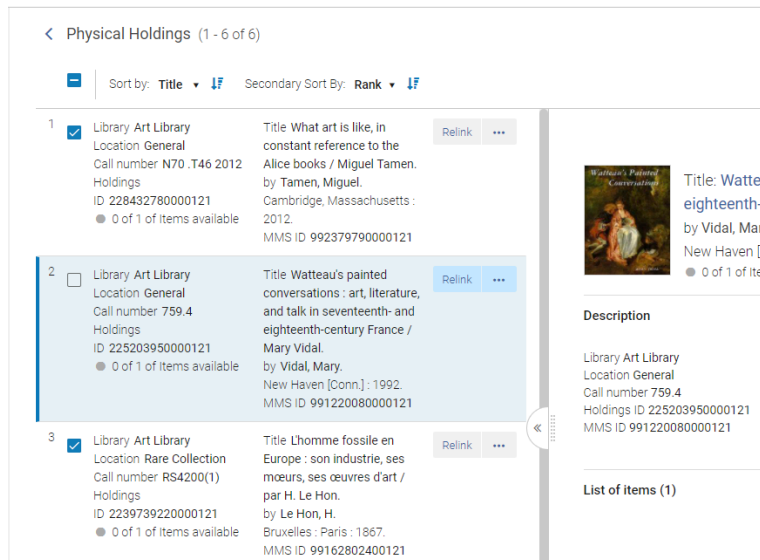 Physical Holdings (1 - 6 of 6)
Sort by: Title Secondary Sort By: Rank
1
Library Art Library
Location General
Call number N70 .T46 2012
Holdings
ID 228432780000121
0 of 1 of Items available
Title What art is like, in
constant reference to the
Alice books / Miguel Tamen.
by Tamen, Miguel.
Cambridge, Massachusetts :
2012.
MMS ID 992379790000121
Relink
2
Library Art Library
Location General
Call number 759.4
Holdings
ID 225203950000121
0 of 1 of Items available
Title Watteau's painted
conversations : art, literature,
and talk in seventeenth- and
eighteenth-century France /
Mary Vidal.
by Vidal, Mary.
New Haven [Conn.] : 1992.
MMS ID 991220080000121
Relink
3
Library Art Library
Location Rare Collection
Call number RS4200(1)
Holdings
ID 2239739220000121
0 of 1 of Items available
Title L'homme fossile en
Europe : son industrie, ses
mœurs, ses œuvres d'art /
par H. Le Hon.
by Le Hon, H.
Bruxelles : Paris : 1867.
MMS ID 99162802400121
Relink
Watteau's Painted
Conversations
Title: Watte
eighteenth-
by Vidal, Mar
New Haven [
0 of 1 of Ite
Description
Library Art Library
Location General
Call number 759.4
Holdings ID 225203950000121
MMS ID 991220080000121
List of items (1)